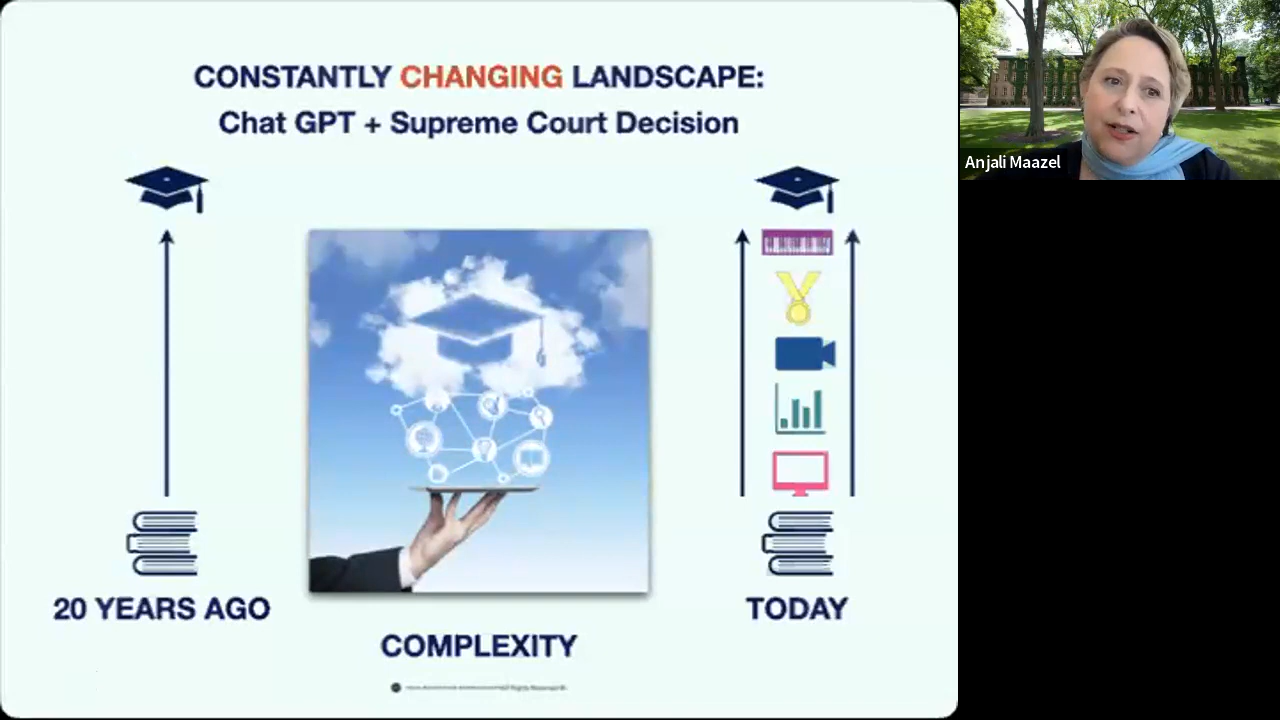 CONSTANTLY CHANGING LANDSCAPE:
Chat GPT + Supreme Court Decision
Anjali Maazel
20 YEARS AGO
TODAY
COMPLEXITY